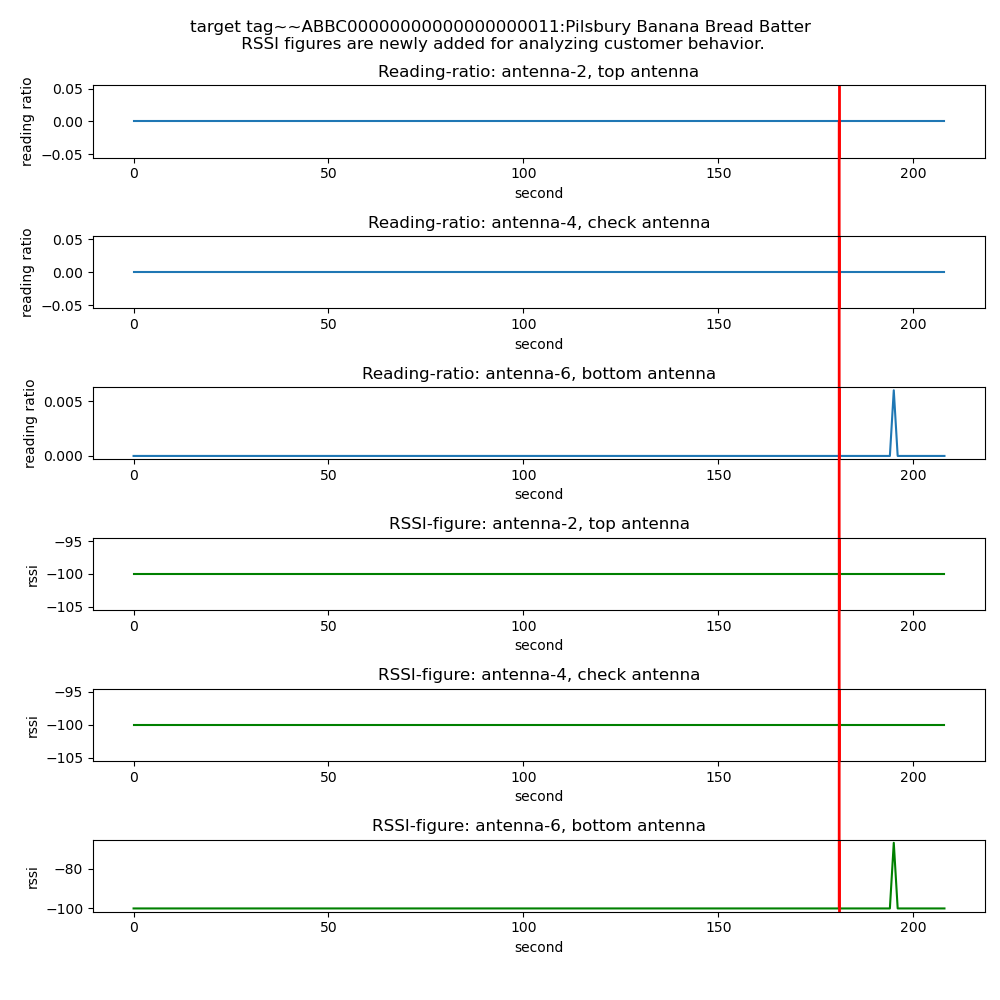 target tag~~ABBC00000000000000000011:Pilsbury Banana Bread Batter
RSSI figures are newly added for analyzing customer behavior.
Reading-ratio: antenna-2, top antenna
reading ratio
0.05
0.00
−0.05
0 50 100 150 200
second
Reading-ratio: antenna-4, check antenna
reading ratio
0.05
0.00
−0.05
0 50 100 150 200
second
Reading-ratio: antenna-6, bottom antenna
reading ratio
0.005
0.000
0 50 100 150 200
second
RSSI-figure: antenna-2, top antenna
rssi
−95
−100
−105
0 50 100 150 200
second
RSSI-figure: antenna-4, check antenna
rssi
−95
−100
−105
0 50 100 150 200
second
RSSI-figure: antenna-6, bottom antenna
rssi
−80
−100
0 50 100 150 200
second